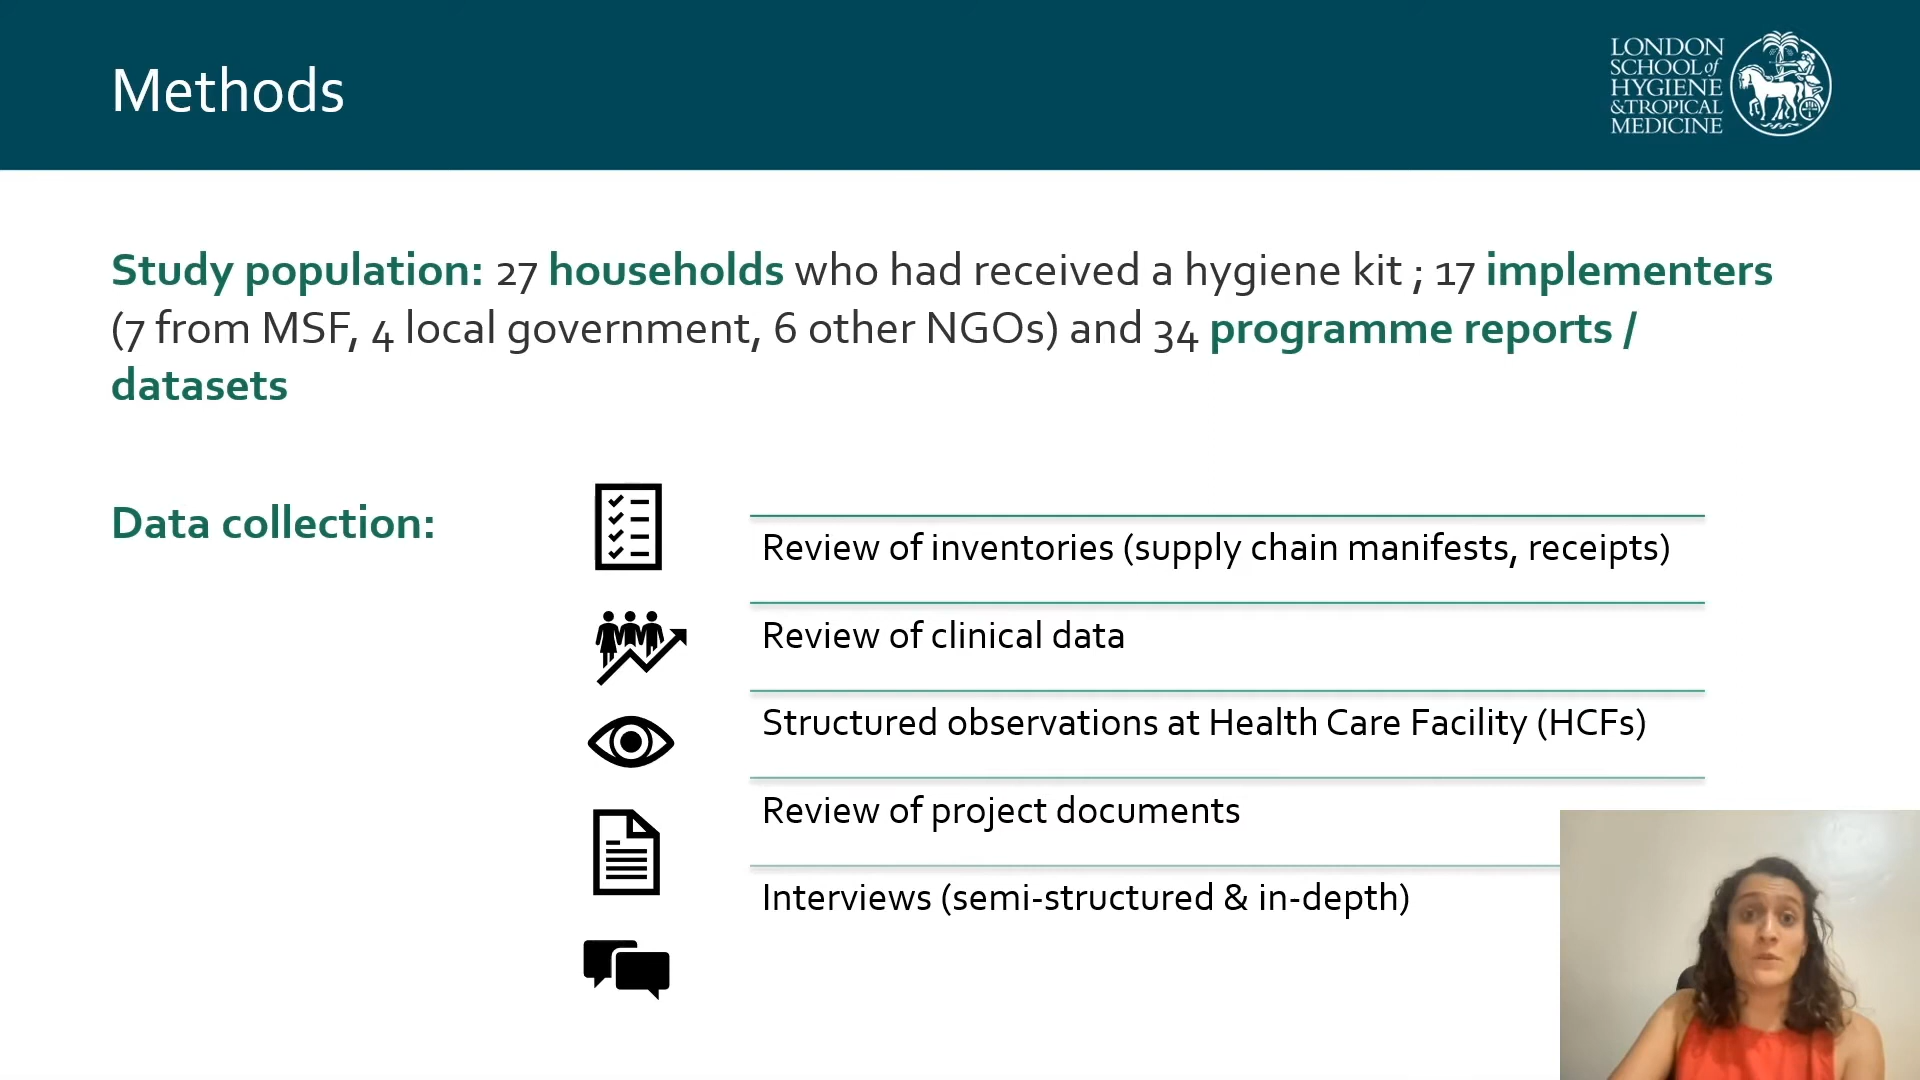 Methods
LONDON
SCHOOL of
HYGIENE
& TROPICAL
MEDICINE
Study population: 27 households who had received a hygiene kit ; 17 implementers
(7 from MSF, 4 local government, 6 other NGOs) and 34 programme reports /
datasets
Data collection:
Review of inventories (supply chain manifests, receipts)
Review of clinical data
Structured observations at Health Care Facility (HCFs)
Review of project documents
Interviews (semi-structured & in-depth)